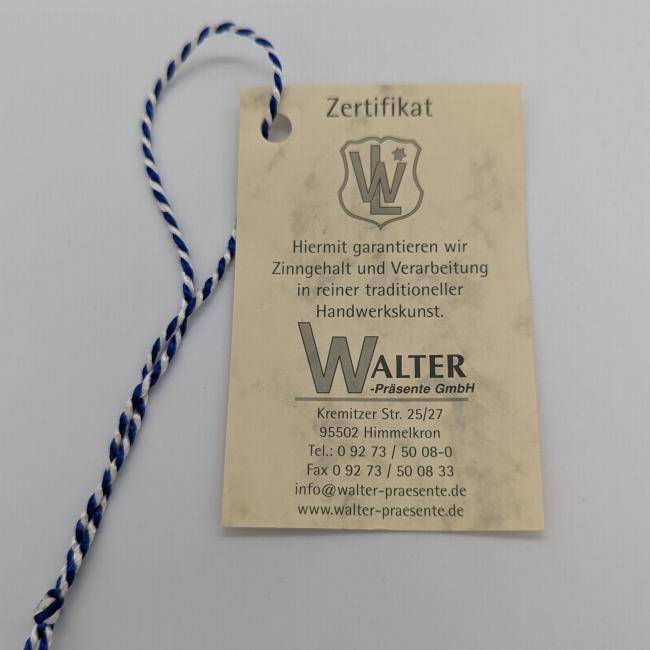 Zertifikat
WL
Hiermit garantieren wir
Zinngehalt und Verarbeitung
in reiner traditioneller
Handwerkskunst.
WALTER
-Präsente GmbH
Kremitzer Str. 25/27
95502 Himmelkron
Tel.: 0 92 73 / 50 08-0
Fax 0 92 73 / 50 08 33
info@walter-praesente.de
www.walter-praesente.de